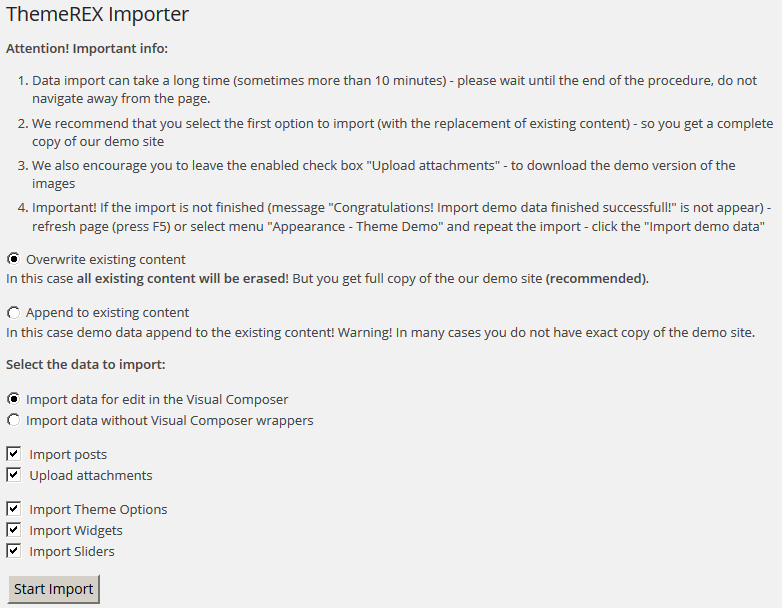 ThemeREX Importer
Attention! Important info:
1. Data import can take a long time (sometimes more than 10 minutes) - please wait until the end of the procedure, do not
navigate away from the page.
2. We recommend that you select the first option to import (with the replacement of existing content) - so you get a complete
copy of our demo site
3. We also encourage you to leave the enabled check box "Upload attachments" - to download the demo version of the
images
4. Important! If the import is not finished (message "Congratulations! Import demo data finished successfull!" is not appear) -
refresh page (press F5) or select menu "Appearance - Theme Demo" and repeat the import - click the "Import demo data"
Overwrite existing content
In this case all existing content will be erased! But you get full copy of the our demo site (recommended).
Append to existing content
In this case demo data append to the existing content! Warning! In many cases you do not have exact copy of the demo site.
Select the data to import:
Import data for edit in the Visual Composer
Import data without Visual Composer wrappers
Import posts
Upload attachments
Import Theme Options
Import Widgets
Import Sliders
Start Import